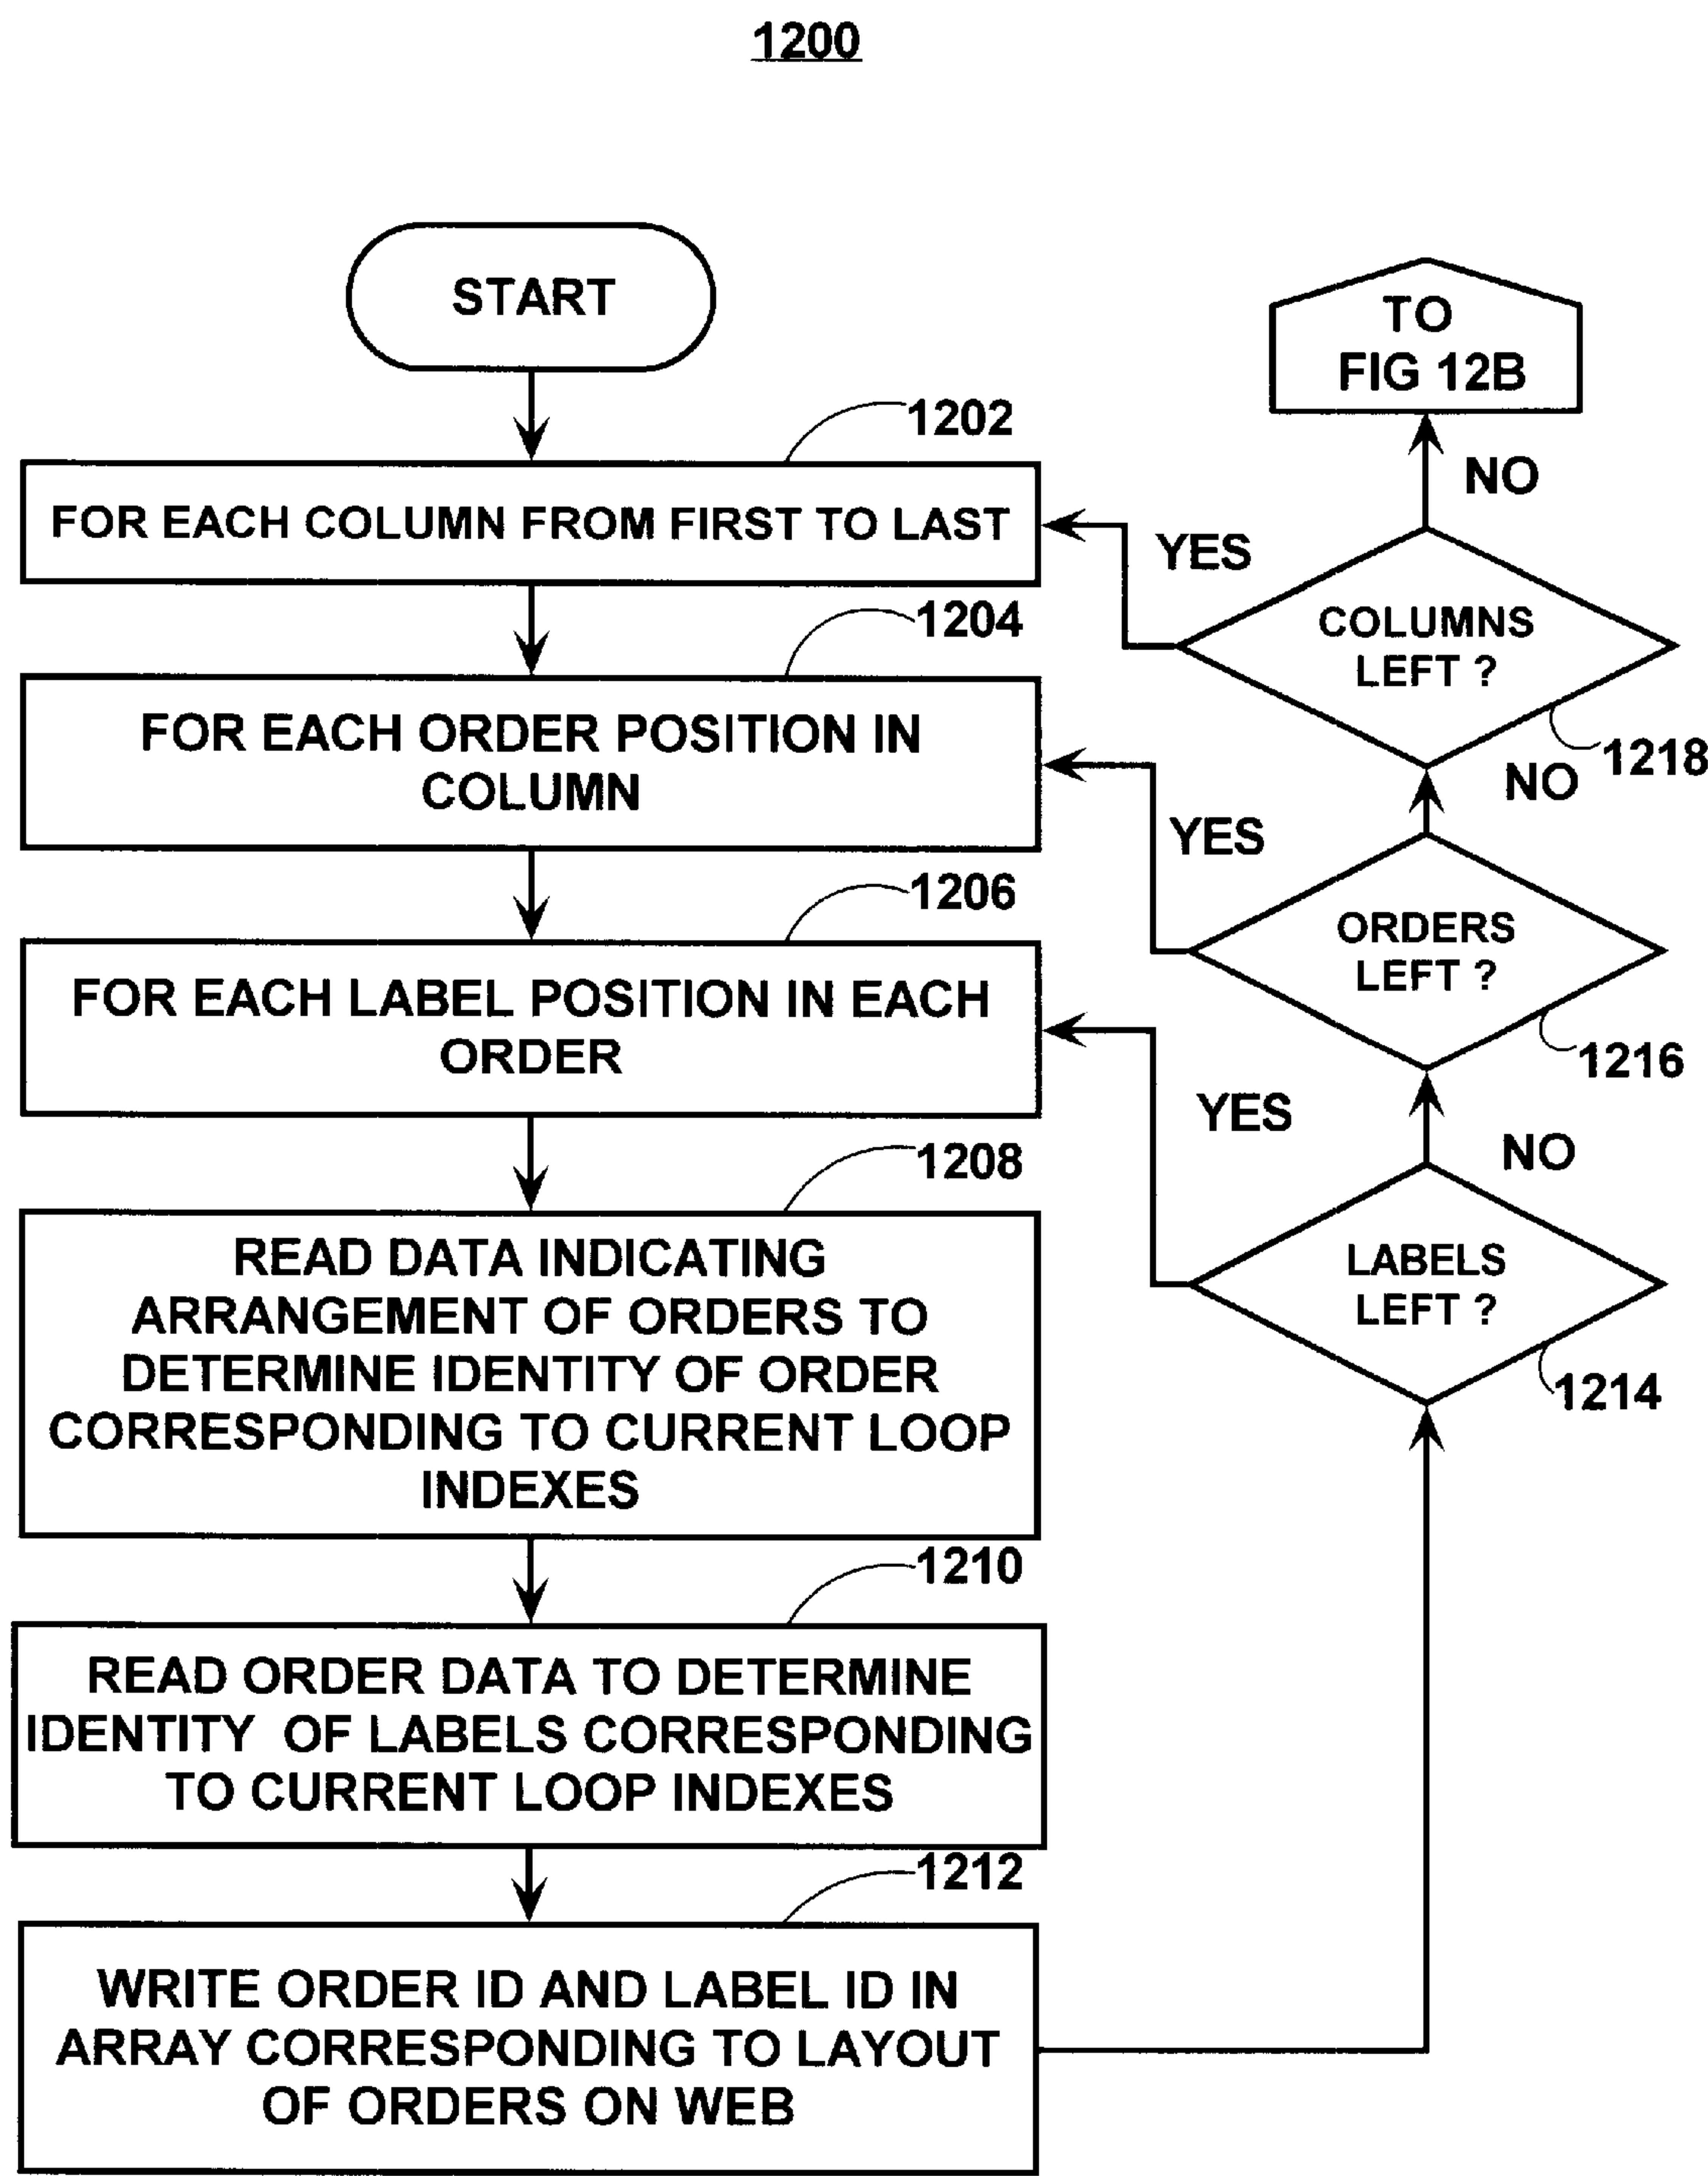 1200
START
1202
FOR EACH COLUMN FROM FIRST TO LAST
1204
FOR EACH ORDER POSITION IN
COLUMN
1206
FOR EACH LABEL POSITION IN EACH
ORDER
1208
READ DATA INDICATING
ARRANGEMENT OF ORDERS TO
DETERMINE IDENTITY OF ORDER
CORRESPONDING TO CURRENT LOOP
INDEXES
1210
READ ORDER DATA TO DETERMINE
IDENTITY OF LABELS CORRESPONDING
TO CURRENT LOOP INDEXES
1212
WRITE ORDER ID AND LABEL ID IN
ARRAY CORRESPONDING TO LAYOUT
OF ORDERS ON WEB
TO
FIG 12B
NO
YES
COLUMNS
LEFT ?
1218
NO
YES
ORDERS
LEFT ?
1216
YES
NO
LABELS
LEFT ?
1214